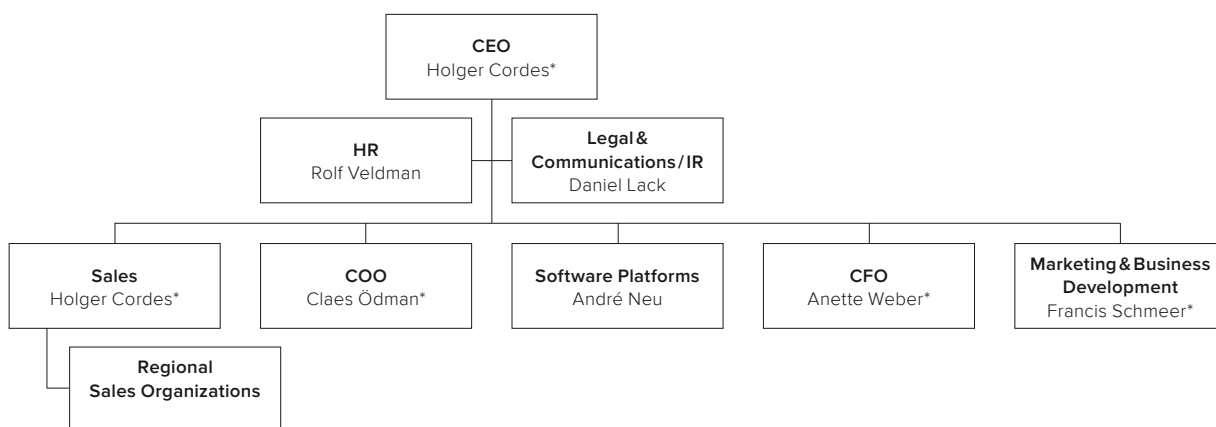 CEO
Holger Cordes*
HR
Rolf Veldman
Legal & 
Communications / IR
Daniel Lack
Sales
Holger Cordes*
COO
Claes Ödman*
Software Platforms
André Neu
CFO
Anette Weber*
Marketing & Business
Development
Francis Schmeer*
Regional
Sales Organizations